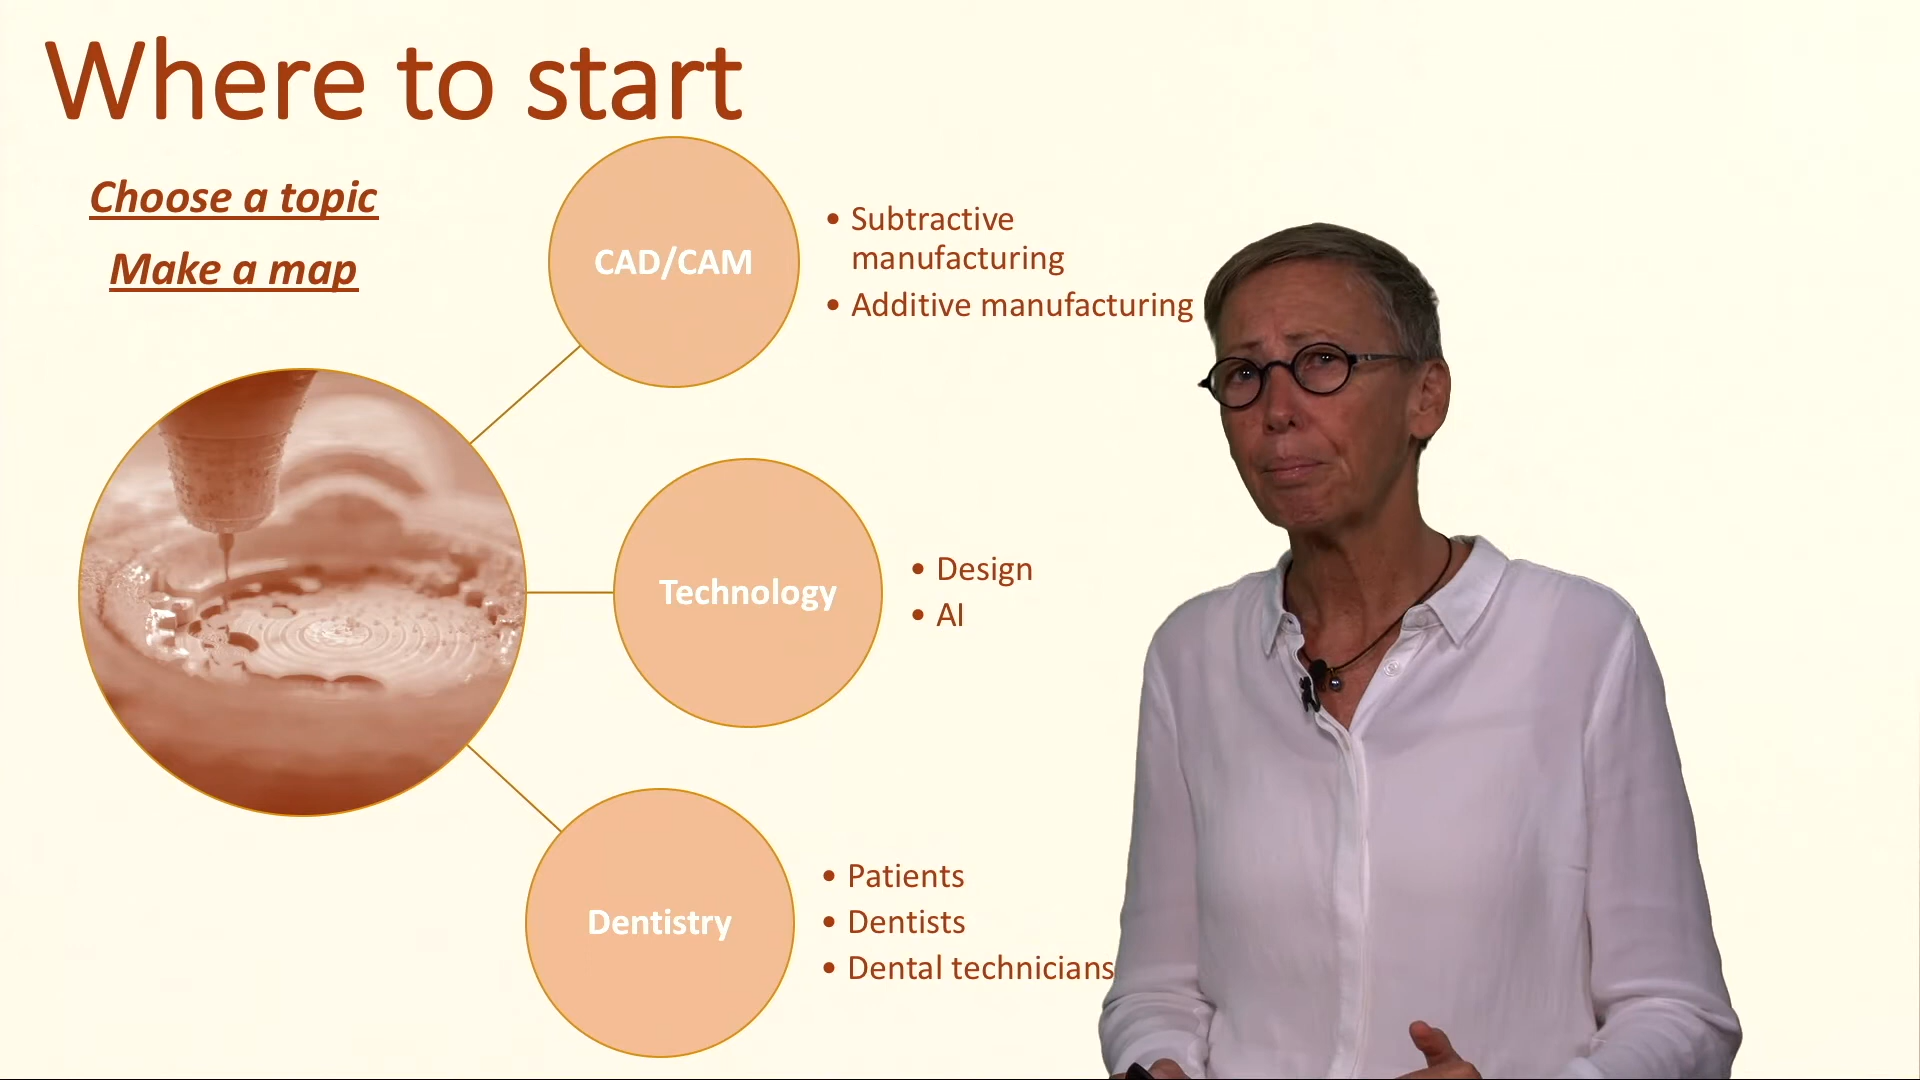 Where to start
Choose a topic
Make a map
CAD/CAM
• Subtractive
manufacturing
• Additive manufacturing
Technology
• Design
• AI
Dentistry
• Patients
• Dentists
• Dental technicians